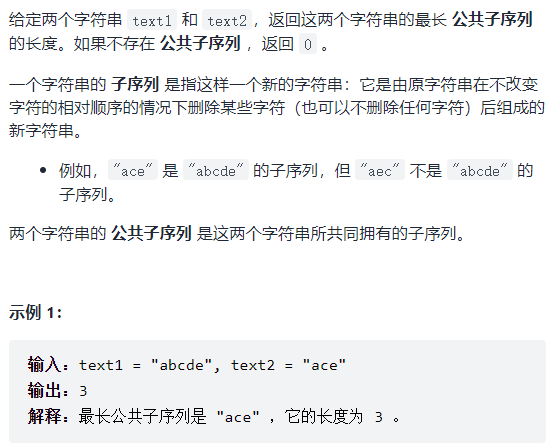 给定两个字符串 text1 和 text2，返回这两个字符串的最长 公共子序列
的长度。如果不存在 公共子序列 ，返回 0 。
一个字符串的 子序列 是指这样一个新的字符串：它是由原字符串在不改变
字符的相对顺序的情况下删除某些字符（也可以不删除任何字符）后组成的
新字符串。
• 例如，"ace" 是 "abcde" 的子序列，但 "aec" 不是 "abcde" 的
子序列。
两个字符串的 公共子序列 是这两个字符串所共同拥有的子序列。
示例 1：
输入：text1 = "abcde", text2 = "ace"
输出：3
解释：最长公共子序列是 "ace" ，它的长度为 3 。